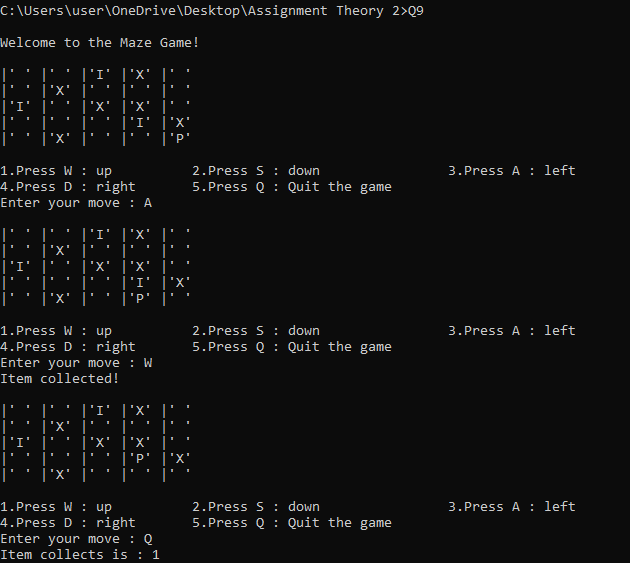 C:\Users\user\OneDrive\Desktop\Assignment Theory 2>Q9
Welcome to the Maze Game!
|' ' |' ' |'I' |'X' |' '
|' ' |'X' |' ' |' ' |' '
|'I' |' ' |'X' |'X' |' '
|' ' |' ' |' ' |'I' |'X'
|' ' |'X' |' ' |' ' |'P'
1.Press W : up          2.Press S : down                3.Press A : left
4.Press D : right       5.Press Q : Quit the game
Enter your move : A
|' ' |' ' |'I' |'X' |' '
|' ' |'X' |' ' |' ' |' '
|'I' |' ' |'X' |'X' |' '
|' ' |' ' |' ' |'I' |'X'
|' ' |'X' |' ' |'P' |' '
1.Press W : up          2.Press S : down                3.Press A : left
4.Press D : right       5.Press Q : Quit the game
Enter your move : W
Item collected!
|' ' |' ' |'I' |'X' |' '
|' ' |'X' |' ' |' ' |' '
|'I' |' ' |'X' |'X' |' '
|' ' |' ' |' ' |'P' |'X'
|' ' |'X' |' ' |' ' |' '
1.Press W : up          2.Press S : down                3.Press A : left
4.Press D : right       5.Press Q : Quit the game
Enter your move : Q
Item collects is : 1